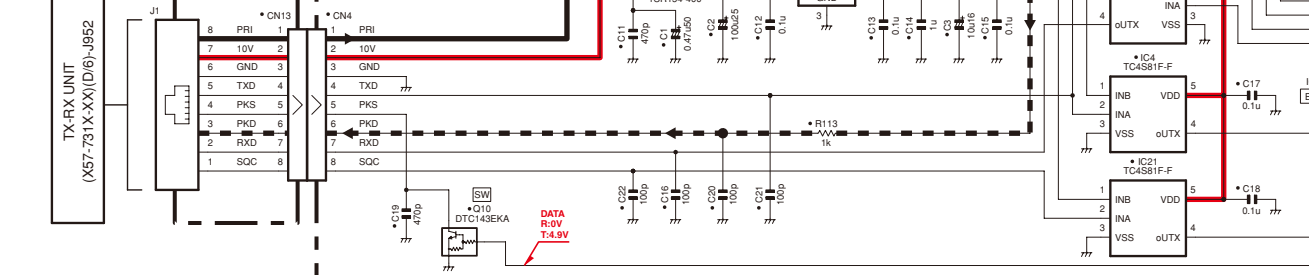 TX-RX UNIT
(X57-731X-XX)(D/6)-J952
J1
• CN13
• CN4
8 PRI 1
7 10V 2
6 GND 3
5 TXD 4
4 PKS 5
3 PKD 6
2 RXD 7
1 SQC 8
1 PRI
2 10V
3 GND
4 TXD
5 PKS
6 PKD
7 RXD
8 SQC
• C11
470p
• C1
0.47u50
• C2
100u25
• C12
0.1u
3
• C13
0.1u
• C14
1u
• C3
10u16
• C15
0.1u
• R113
1k
• C19
470p
SW
• Q10
DTC143EKA
DATA
R:0V
T:4.9V
• C22
100p
• C16
100p
• C20
100p
• C21
100p
INA
4 oUTX VSS 3
• IC4
TC4S81F-F
1 INB VDD 5
2 INA
3 VSS oUTX 4
• C17
0.1u
• IC21
TC4S81F-F
1 INB VDD 5
2 INA
3 VSS oUTX 4
• C18
0.1u